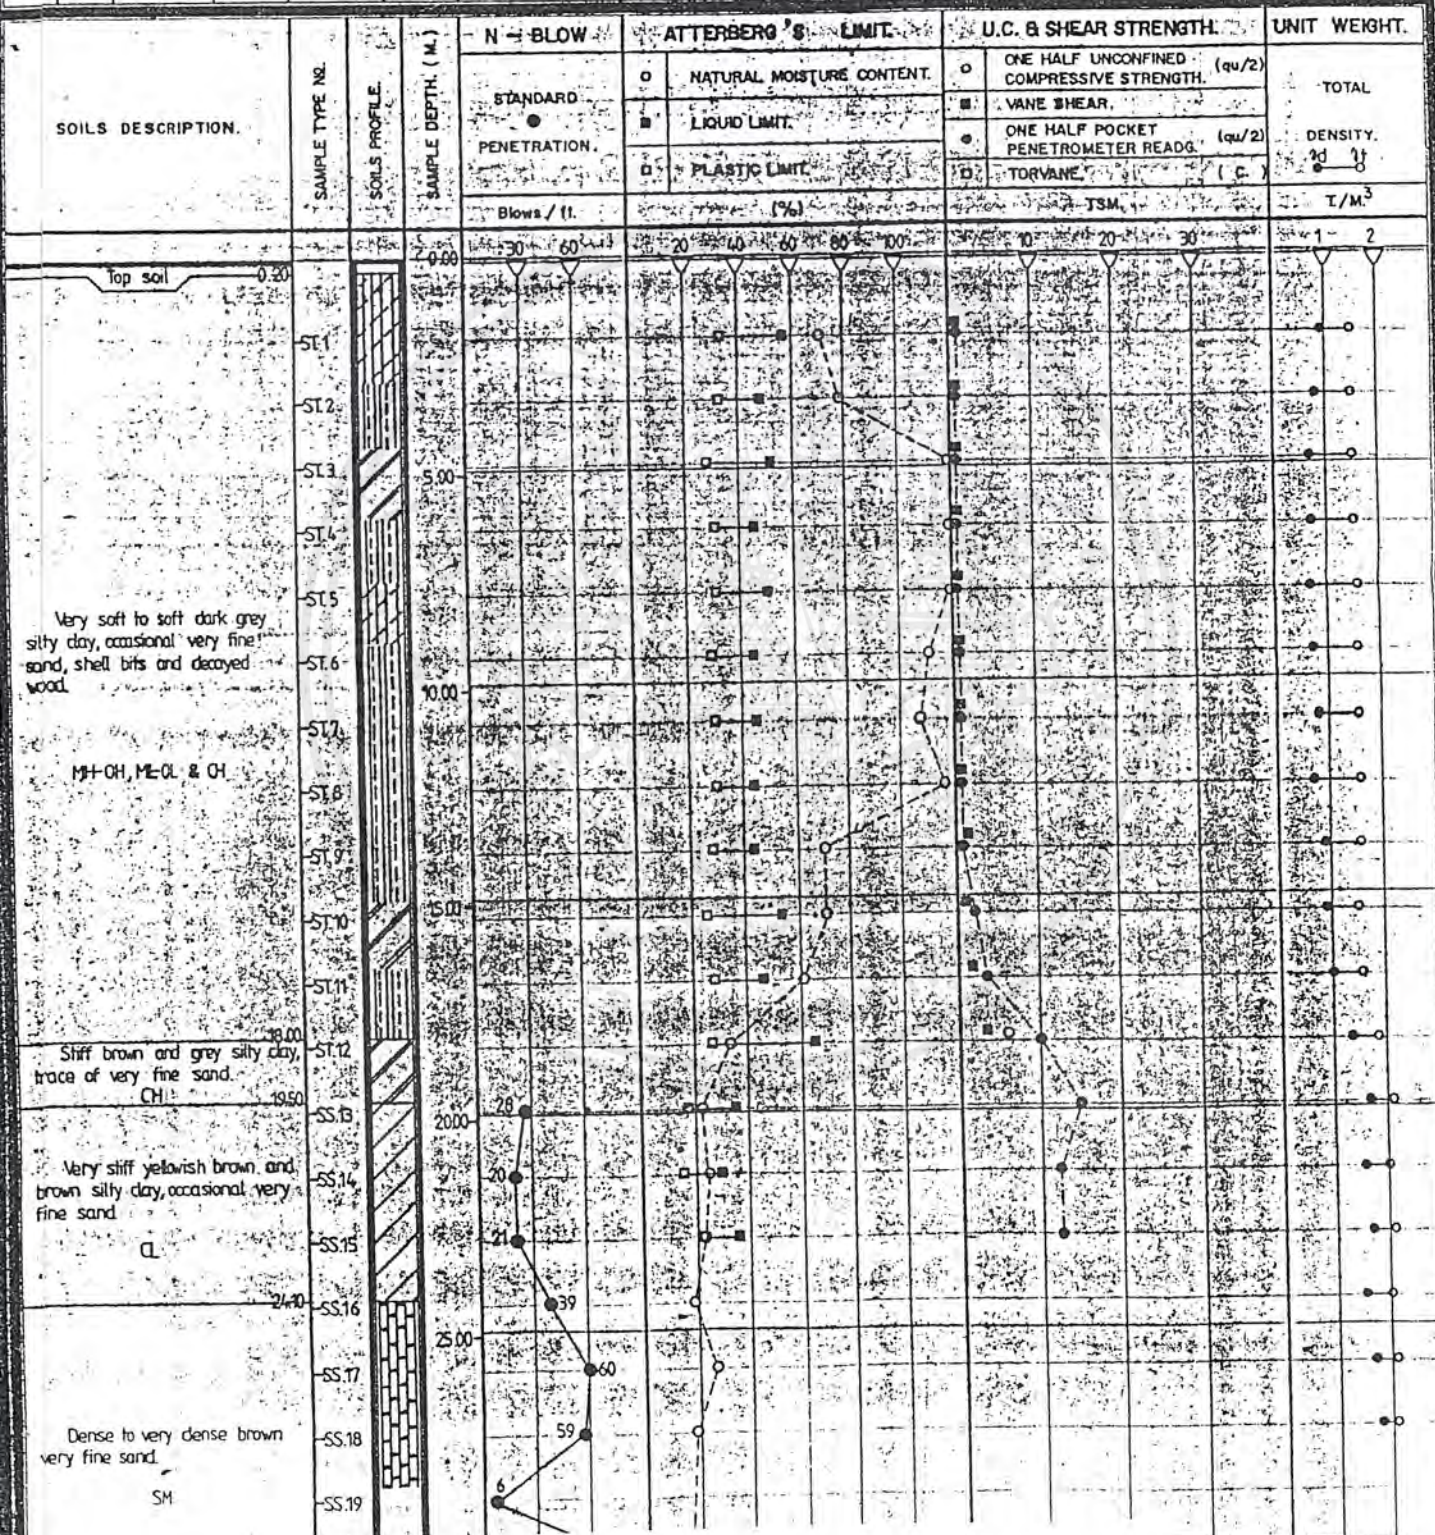 SOILS DESCRIPTION.
SAMPLE TYPE NO.
SOILS PROFILE.
SAMPLE DEPTH. ( M.)
N - BLOW
STANDARD
PENETRATION.
Blows / ft.
ATTERBERG'S LIMIT.
NATURAL MOISTURE CONTENT.
LIQUID LIMIT.
PLASTIC LIMIT.
(%)
U.C. & SHEAR STRENGTH.
ONE HALF UNCONFINED (qu/2)
COMPRESSIVE STRENGTH.
VANE SHEAR.
ONE HALF POCKET (qu/2)
PENETROMETER READG.
TORVANE. ( C. )
TSM.
UNIT WEIGHT.
TOTAL
DENSITY.
γd γt
T./M.³
30 60 20 40 60 80 100 10 20 30 1 2
0.00
Top soil 0.20
ST.1
ST.2
ST.3
5.00
ST.4
ST.5
Very soft to soft dark grey
silty clay, occasional very fine
sand, shell bits and decayed
wood.
ST.6
10.00
ST.7
MH-OH, ML-OL & CH
ST.8
ST.9
15.00
ST.10
ST.11
18.00
Stiff brown and grey silty clay,
trace of very fine sand.
CH
ST.12
19.50
SS.13
28
20.00
Very stiff yellowish brown and
brown silty clay, occasional very
fine sand
CL
SS.14
20
SS.15
21
24.10
SS.16
39
25.00
SS.17
60
Dense to very dense brown
very fine sand.
SM
SS.18
59
SS.19
6